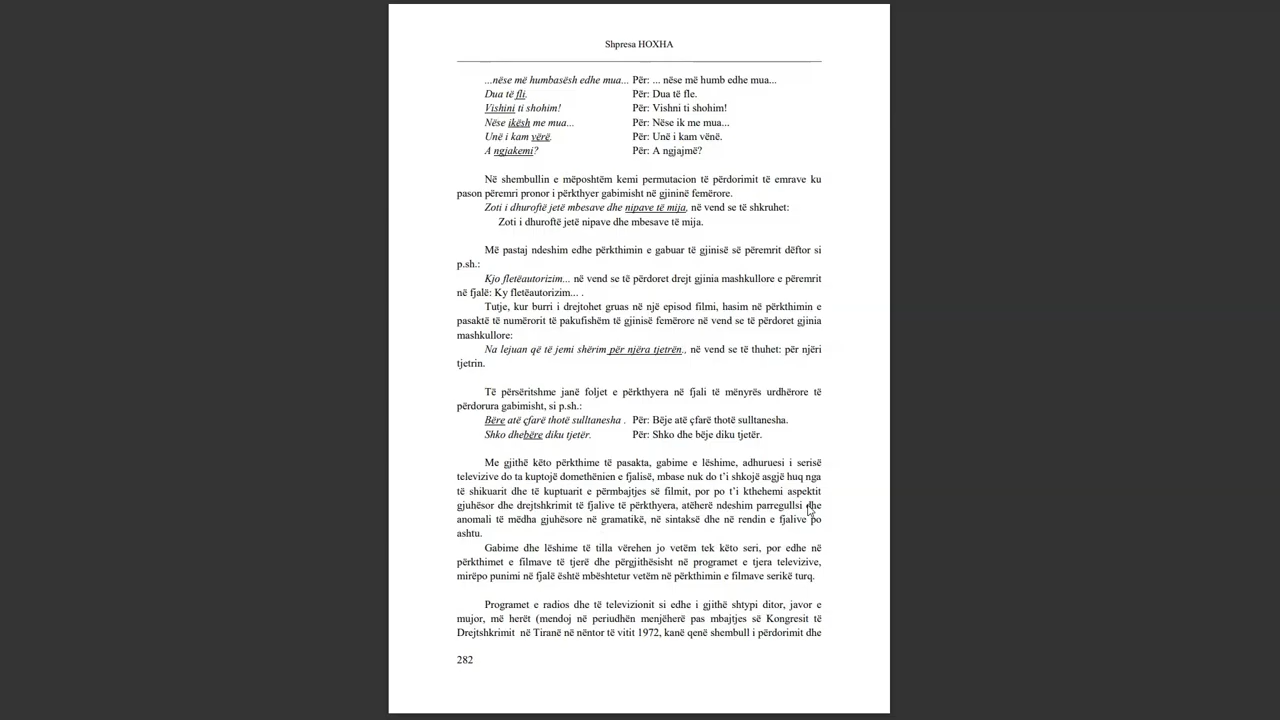 Shpresa HOXHA
...nëse më humbasësh edhe mua... Për: ... nëse më humb edhe mua...
Dua të fli. Për: Dua të fle.
Vishini ti shohim! Për: Vishni ti shohim!
Nëse ikësh me mua... Për: Nëse ik me mua...
Unë i kam vërë. Për: Unë i kam vënë.
A ngjakemi? Për: A ngjajmë?
Në shembullin e mëposhtëm kemi permutacion të përdorimit të emrave ku
pason përemri pronor i përkthyer gabimisht në gjininë femërore.
Zoti i dhuroftë jetë mbesave dhe nipave të mija, në vend se të shkruhet:
Zoti i dhuroftë jetë nipave dhe mbesave të mija.
Më pastaj ndeshim edhe përkthimin e gabuar të gjinisë së përemrit dëftor si
p.sh.:
Kjo fletëautorizim... në vend se të përdoret drejt gjinia mashkullore e përemrit
në fjalë: Ky fletëautorizim... .
Tutje, kur burri i drejtohet gruas në një episod filmi, hasim në përkthimin e
pasaktë të numërorit të pakufishëm të gjinisë femërore në vend se të përdoret gjinia
mashkullore:
Na lejuan që të jemi shërim për njëra tjetrën., në vend se të thuhet: për njëri
tjetrin.
Të përsëritshme janë foljet e përkthyera në fjali të mënyrës urdhërore të
përdorura gabimisht, si p.sh.:
Bëre atë çfarë thotë sulltanesha . Për: Bëje atë çfarë thotë sulltanesha.
Shko dhebëre diku tjetër. Për: Shko dhe bëje diku tjetër.
Me gjithë këto përkthime të pasakta, gabime e lëshime, adhuruesi i serisë
televizive do ta kuptojë domethënien e fjalisë, mbase nuk do t’i shkojë asgjë huq nga
të shikuarit dhe të kuptuarit e përmbajtjes së filmit, por po t’i kthehemi aspektit
gjuhësor dhe drejtshkrimit të fjalive të përkthyera, atëherë ndeshim parregullsi dhe
anomali të mëdha gjuhësore në gramatikë, në sintaksë dhe në rendin e fjalive po
ashtu.
Gabime dhe lëshime të tilla vërehen jo vetëm tek këto seri, por edhe në
përkthimet e filmave të tjerë dhe përgjithësisht në programet e tjera televizive,
mirëpo punimi në fjalë është mbështetur vetëm në përkthimin e filmave serikë turq.
Programet e radios dhe të televizionit si edhe i gjithë shtypi ditor, javor e
mujor, më herët (mendoj në periudhën menjëherë pas mbajtjes së Kongresit të
Drejtshkrimit në Tiranë në nëntor të vitit 1972, kanë qenë shembull i përdorimit dhe
282